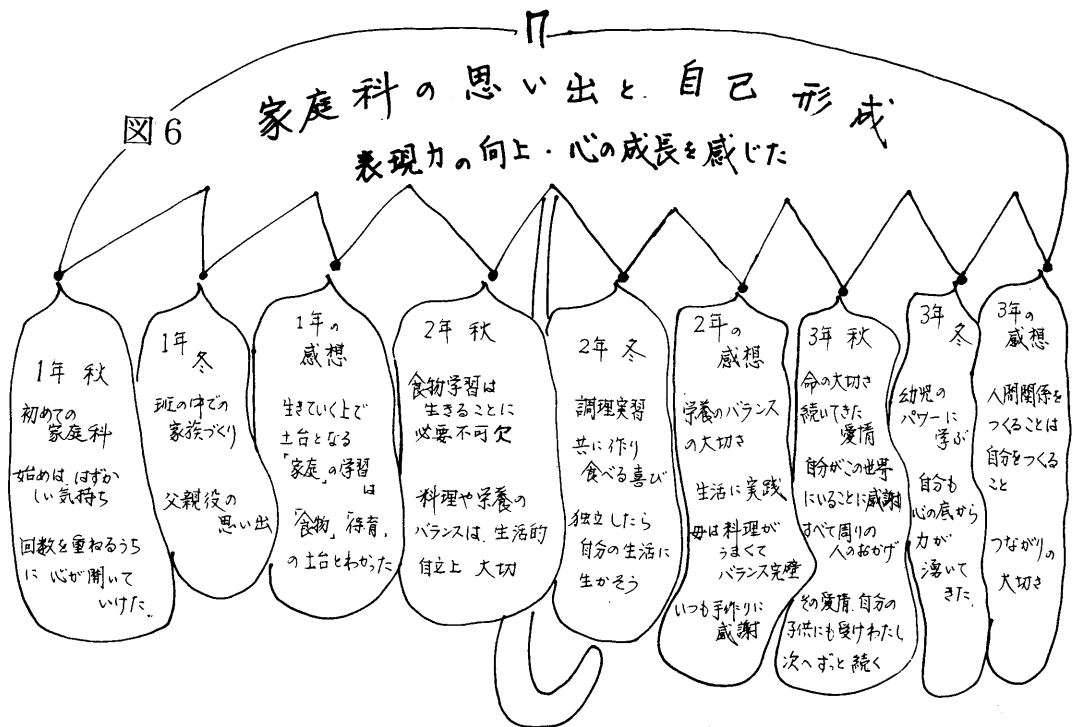 図6
家庭科の思い出と 自己 形成
表現力の向上・心の成長を感じた
1年 秋
初めての
家庭科
始めは、はずか
しい気持ち
回数を重ねるうち
に 心が開いて
いけた。
1年
冬
班の中での
家族づくり
父親役の
思い出
1年の
感想
生きていく上で
土台となる
「家庭」の学習
は
「食物」「保育」
の土台とわかった
2年 秋
食物学習は
生きることに
必要不可欠
料理や栄養の
バランスは、生活的
自立上 大切
2年 冬
調理実習
共に作り
食べる喜び
独立したら
自分の生活に
生かそう
2年の
感想
栄養のバランス
の大切さ
生活に実践
母は料理が
うまくて
バランス完璧
いつも手作りに
感謝
3年 秋
命の大切さ
続いてきた
愛情
自分がこの世界
にいることに感謝
すべて周りの
人のおかげ
その愛情、自分の
子供にも受けわたし
次へずっと続く
3年
冬
幼児の
パワーに
学ぶ
自分も
心の底から
力が
湧いて
きた
3年の
感想
人間関係を
つくることは
自分をつくる
こと
つながりの
大切さ